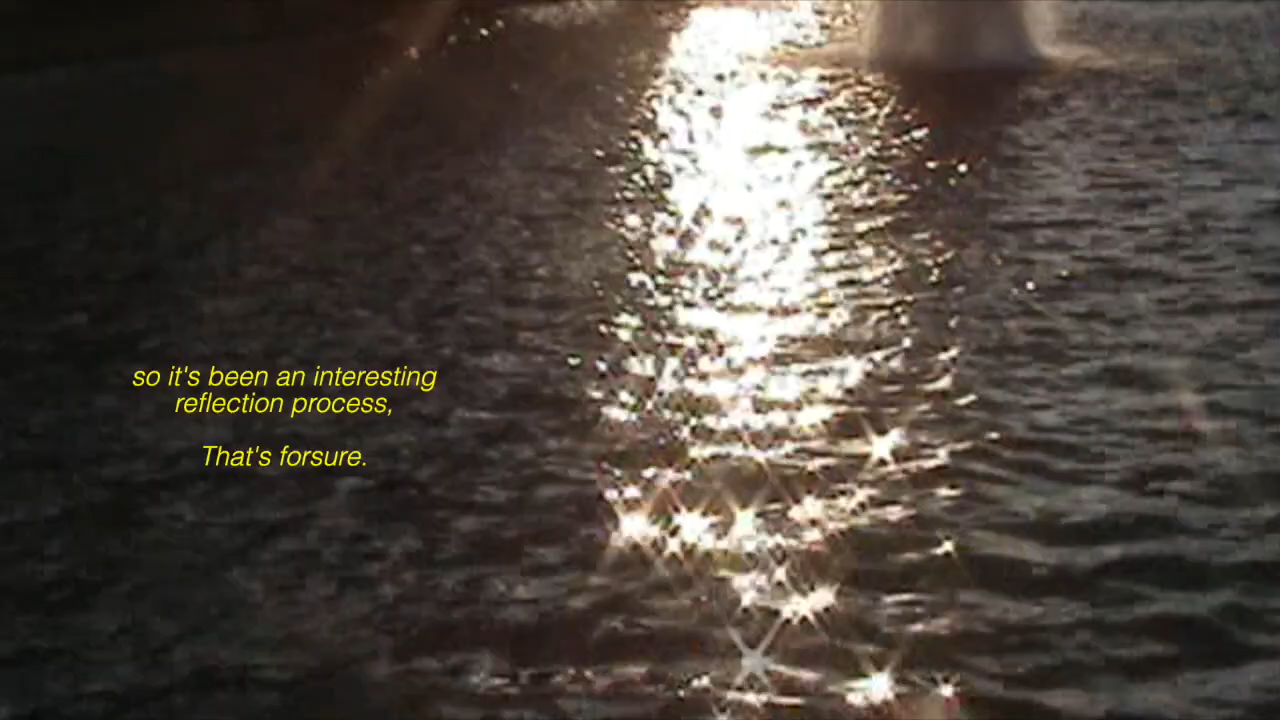 so it's been an interesting
reflection process,
That's forsure.